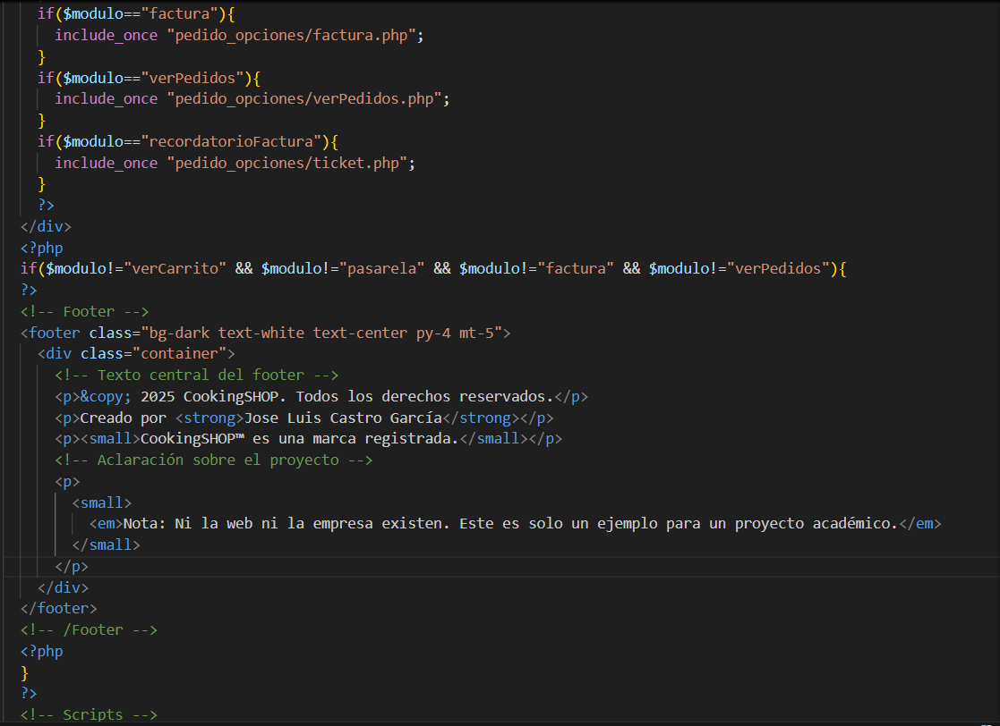 if($modulo=="factura"){
include_once "pedido_opciones/factura.php";
}
if($modulo=="verPedidos"){
include_once "pedido_opciones/verPedidos.php";
}
if($modulo=="recordatorioFactura"){
include_once "pedido_opciones/ticket.php";
}
?>
</div>
<?php
if($modulo!="verCarrito" && $modulo!="pasarela" && $modulo!="factura" && $modulo!="verPedidos"){
?>
<!-- Footer -->
<footer class="bg-dark text-white text-center py-4 mt-5">
<div class="container">
<!-- Texto central del footer -->
<p>&copy; 2025 CookingSHOP. Todos los derechos reservados.</p>
<p>Creado por <strong>Jose Luis Castro García</strong></p>
<p><small>CookingSHOP™ es una marca registrada.</small></p>
<!-- Aclaración sobre el proyecto -->
<p>
<small>
<em>Nota: Ni la web ni la empresa existen. Este es solo un ejemplo para un proyecto académico.</em>
</small>
</p>
</div>
</footer>
<!-- /Footer -->
<?php
}
?>
<!-- Scripts -->